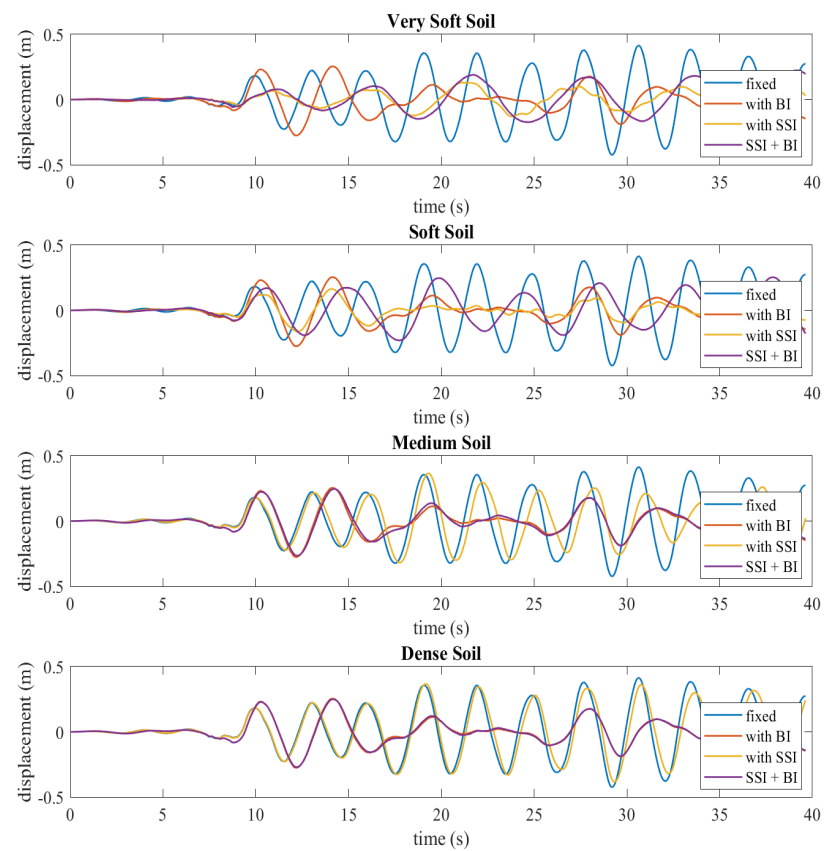 Very Soft Soil
displacement (m)
0.5
0
-0.5
0 5 10 15 20 25 30 35 40
time (s)
fixed
with BI
with SSI
SSI + BI
Soft Soil
displacement (m)
0.5
0
-0.5
0 5 10 15 20 25 30 35 40
time (s)
fixed
with BI
with SSI
SSI + BI
Medium Soil
displacement (m)
0.5
0
-0.5
0 5 10 15 20 25 30 35 40
time (s)
fixed
with BI
with SSI
SSI + BI
Dense Soil
displacement (m)
0.5
0
-0.5
0 5 10 15 20 25 30 35 40
time (s)
fixed
with BI
with SSI
SSI + BI